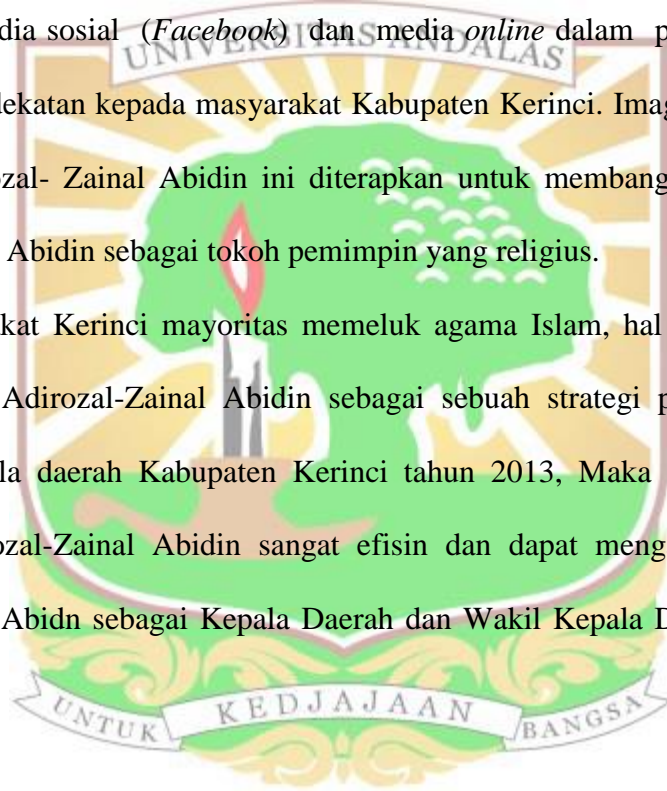 dia sosial (Facebook) dan media online dalam p
UNIVERSITAS ANDALAS
dekatan kepada masyarakat Kabupaten Kerinci. Imag
ozal- Zainal Abidin ini diterapkan untuk membang
Abidin sebagai tokoh pemimpin yang religius.
kat Kerinci mayoritas memeluk agama Islam, hal
Adirozal-Zainal Abidin sebagai sebuah strategi p
la daerah Kabupaten Kerinci tahun 2013, Maka
ozal-Zainal Abidin sangat efisin dan dapat meng
Abidn sebagai Kepala Daerah dan Wakil Kepala D
UNTUK KEDJAJAAN BANGSA